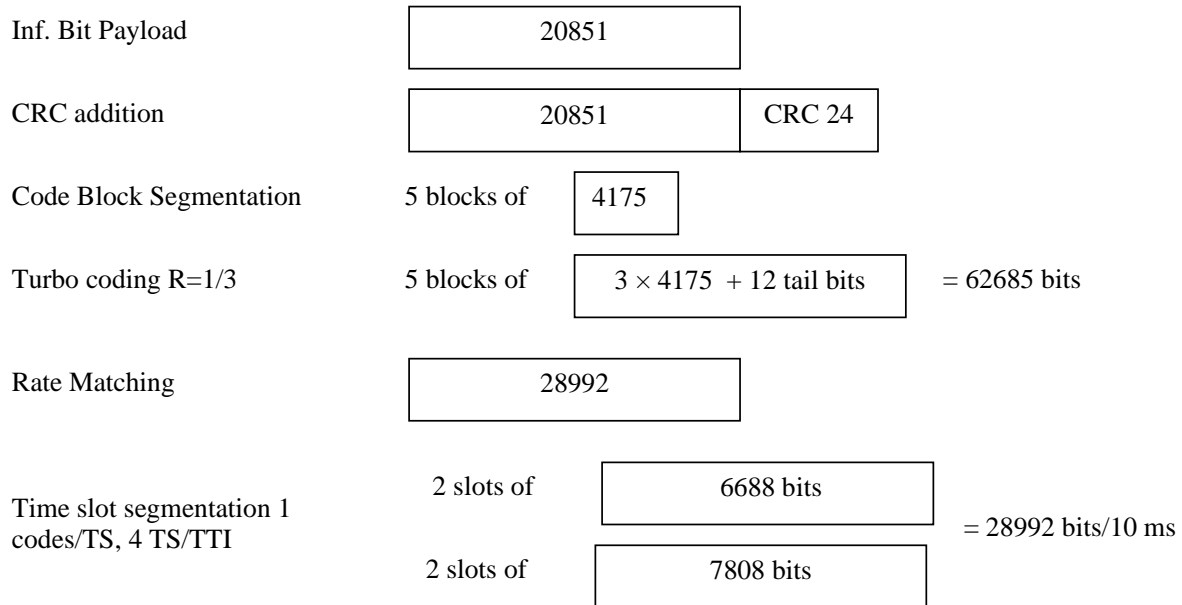 Inf. Bit Payload 20851
CRC addition 20851 CRC 24
Code Block Segmentation 5 blocks of 4175
Turbo coding R=1/3 5 blocks of 3 × 4175 + 12 tail bits = 62685 bits
Rate Matching 28992
2 slots of 6688 bits
Time slot segmentation 1
codes/TS, 4 TS/TTI
= 28992 bits/10 ms
2 slots of 7808 bits